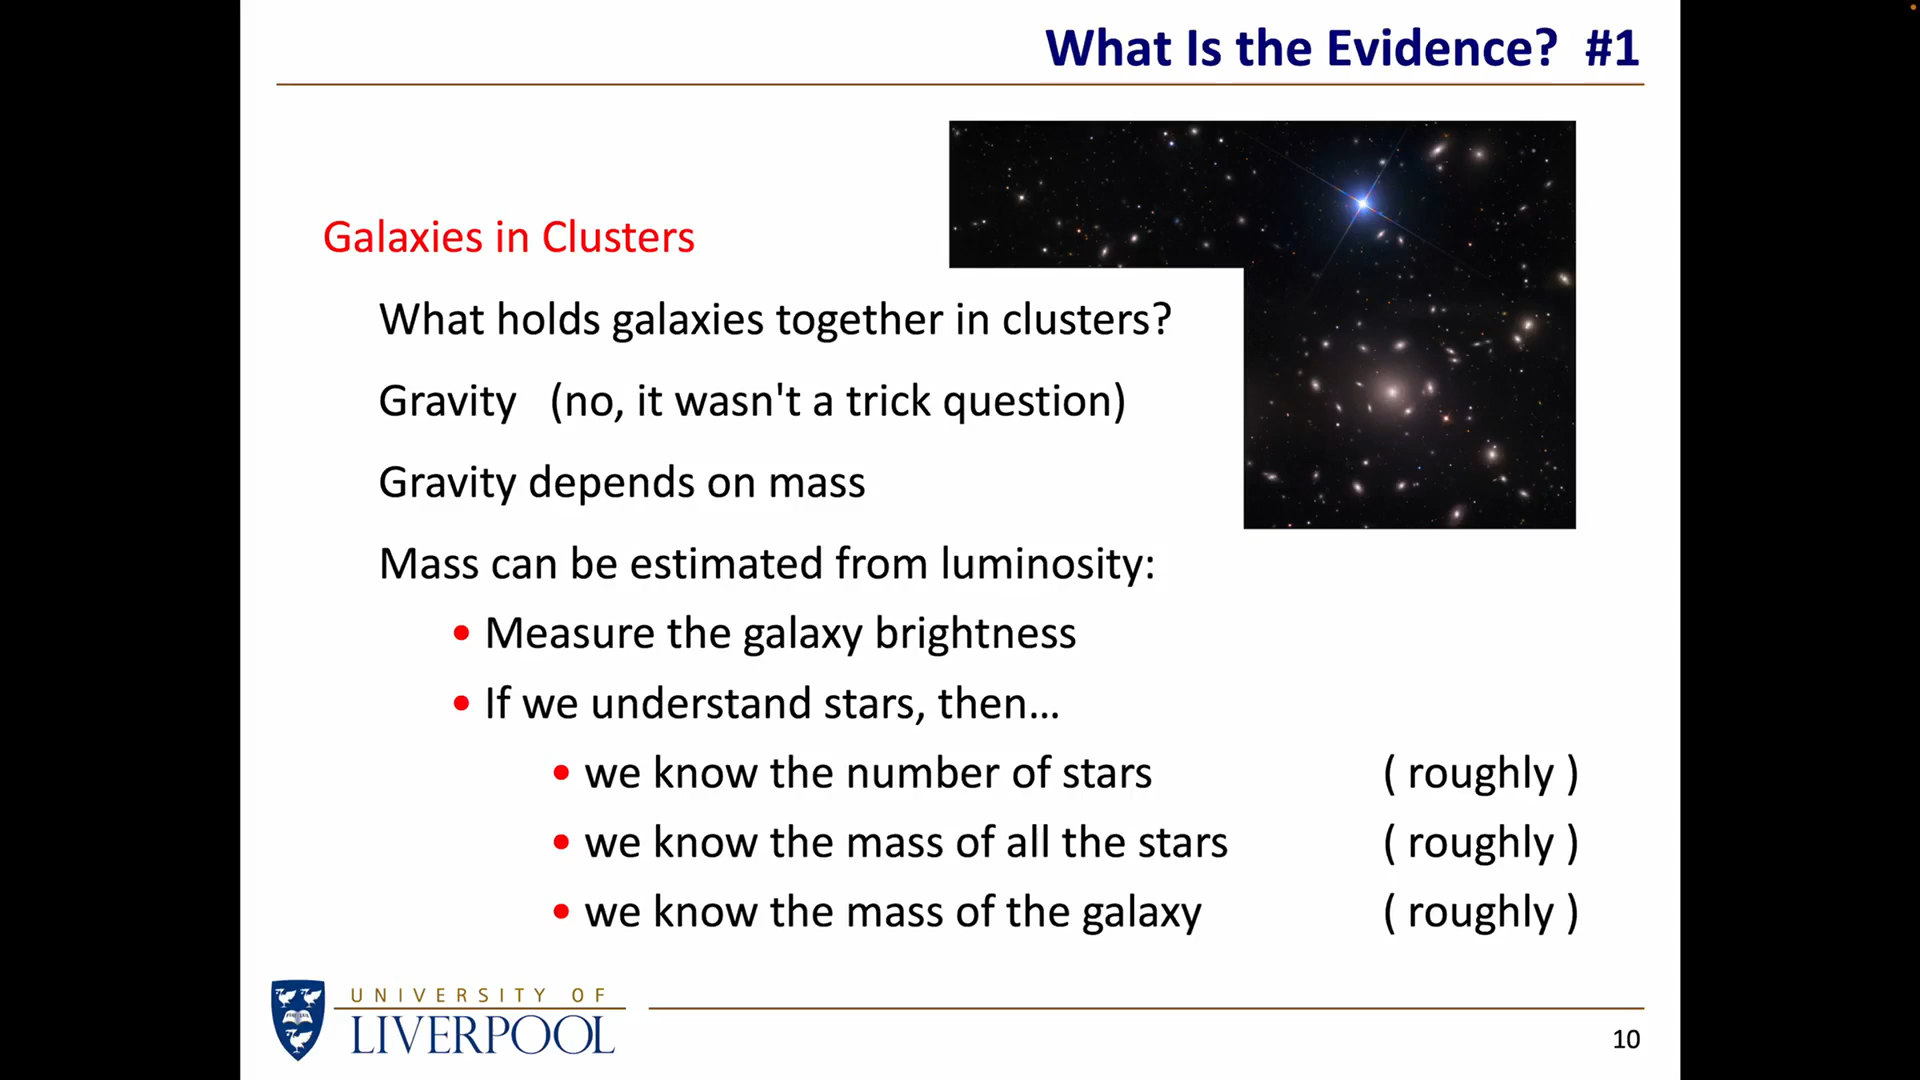 What Is the Evidence? #1
Galaxies in Clusters
What holds galaxies together in clusters?
Gravity (no, it wasn't a trick question)
Gravity depends on mass
Mass can be estimated from luminosity:
• Measure the galaxy brightness
• If we understand stars, then…
• we know the number of stars ( roughly )
• we know the mass of all the stars ( roughly )
• we know the mass of the galaxy ( roughly )
UNIVERSITY OF
LIVERPOOL
10